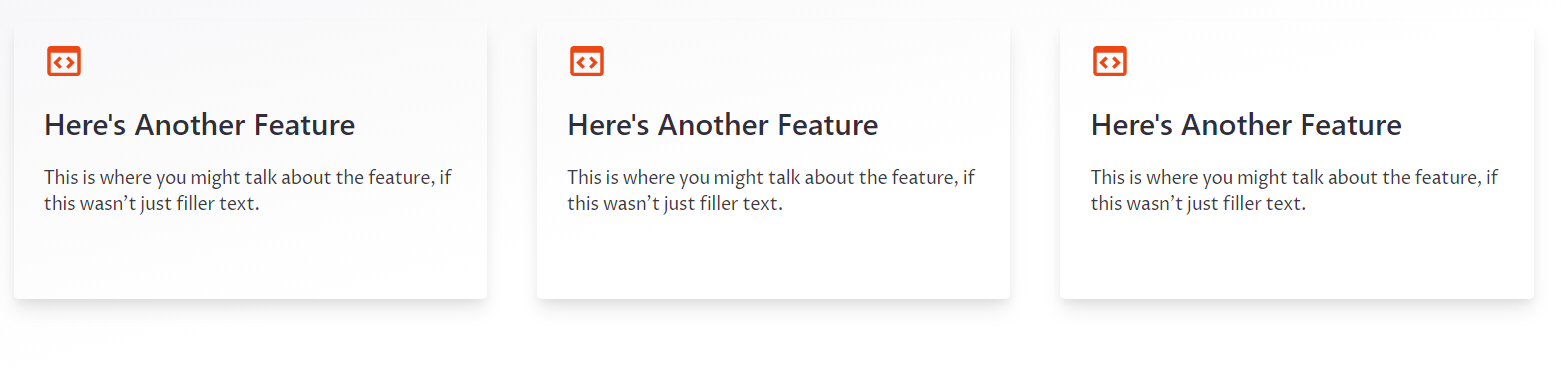 Here's Another Feature
This is where you might talk about the feature, if
this wasn’t just filler text.
Here's Another Feature
This is where you might talk about the feature, if
this wasn’t just filler text.
Here's Another Feature
This is where you might talk about the feature, if
this wasn’t just filler text.